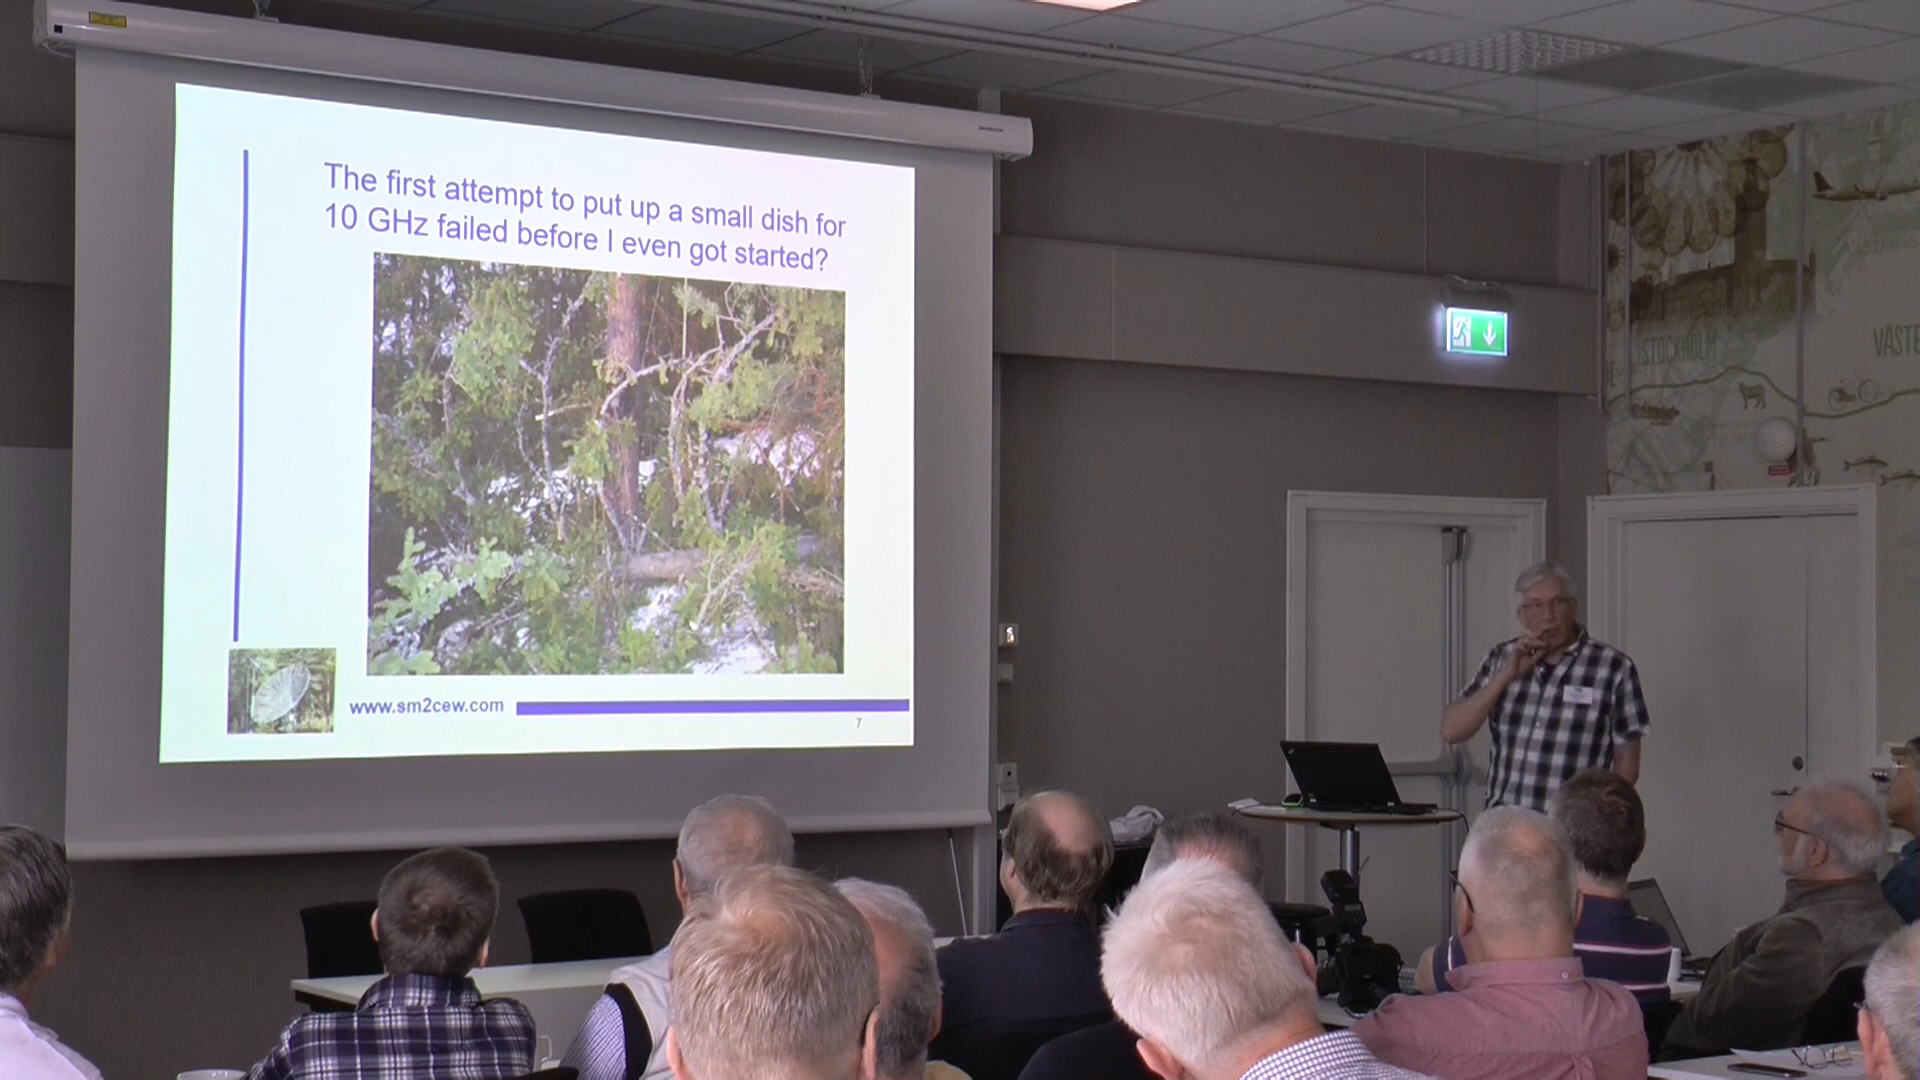 The first attempt to put up a small dish for
10 GHz failed before I even got started?
www.sm2cew.com
7
STOCKHOLM
VÄSTE